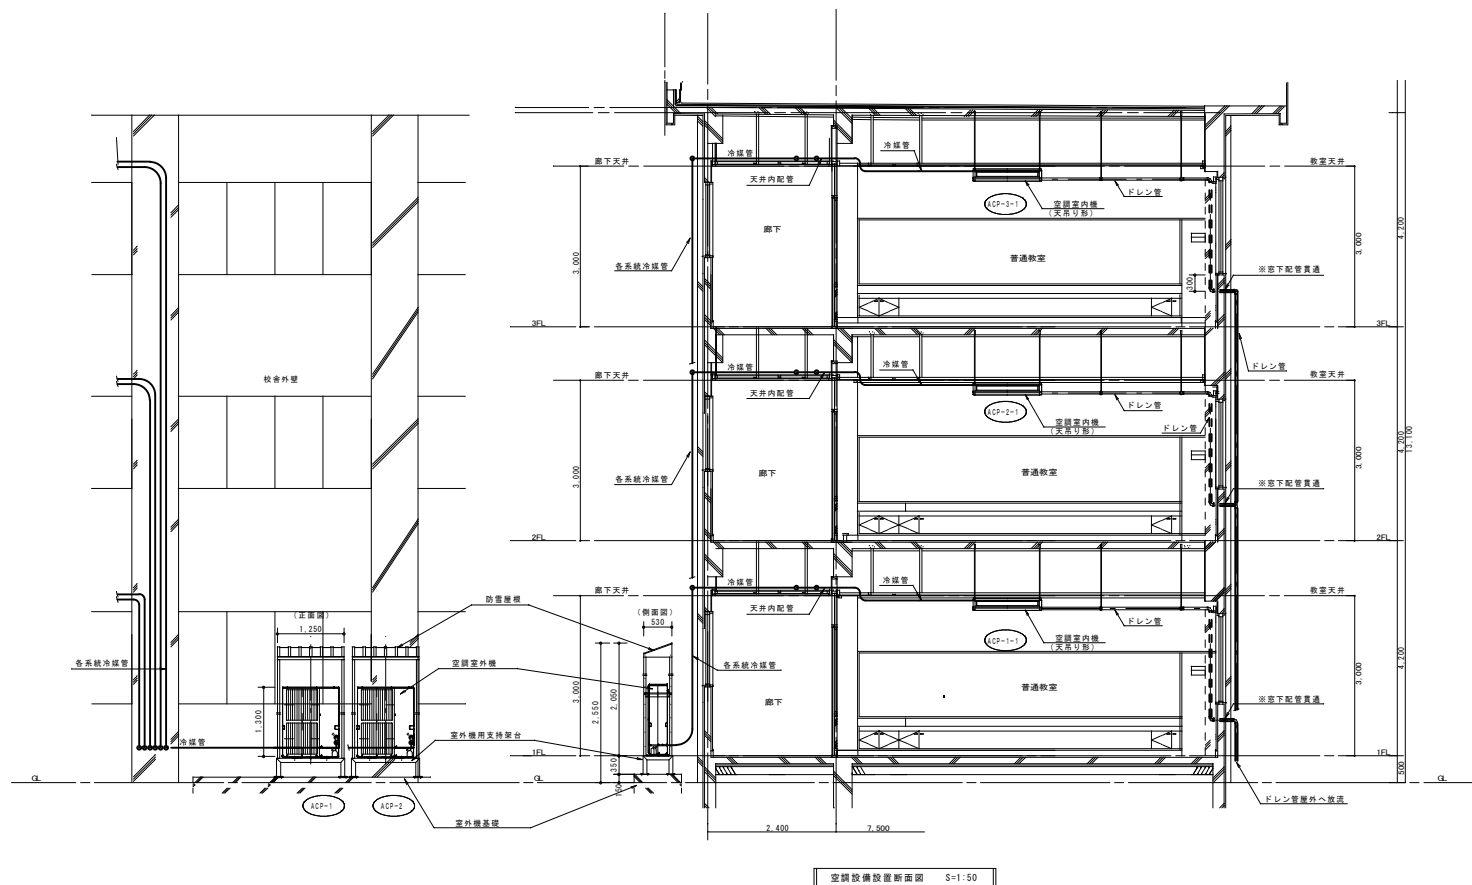 冷媒管
廊下天井
教室天井
天井内配管
ドレン管
ACP-3-1
空調室内機
(天吊り形)
4,200
廊下
3,000
3,000
各系統冷媒管
普通教室
※窓下配管貫通
300
3FL
3FL
冷媒管
冷媒管
ドレン管
校舎外壁
廊下天井
教室天井
天井内配管
ドレン管
ACP-2-1
空調室内機
(天吊り形)
ドレン管
4,200
13,100
廊下
3,000
3,000
各系統冷媒管
普通教室
※窓下配管貫通
2FL
2FL
冷媒管
冷媒管
廊下天井
教室天井
防雪屋根
(正面図)
(側面図)
天井内配管
ドレン管
1,250
530
ACP-1-1
空調室内機
(天吊り形)
各系統冷媒管
空調室外機
各系統冷媒管
4,200
3,000
2,550
2,050
3,000
普通教室
廊下
※窓下配管貫通
1,300
冷媒管
室外機用支持架台
1FL
1FL
350
150
500
GL
GL
GL
ACP-1
ACP-2
室外機基礎
ドレン管屋外へ放流
2,400
7,500
空調設備設置断面図 S=1:50